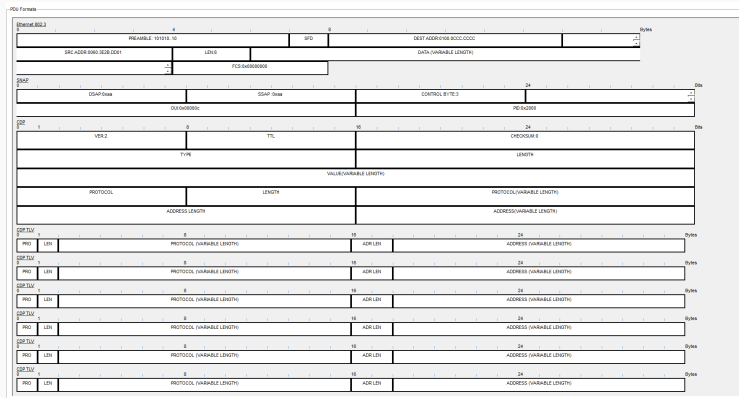 PDU Formats
Ethernet 802.3
0 4 8 Bytes
PREAMBLE: 101010..10 SFD DEST ADDR:0100.0CCC.CCCC
SRC ADDR:0060.3E2B.DD01 LEN:0 DATA (VARIABLE LENGTH)
FCS:0x00000000
SNAP
0 8 16 24 Bits
DSAP:0xaa SSAP :0xaa CONTROL BYTE:3
OUI:0x00000c PID:0x2000
CDP
0 1 8 16 24 Bits
VER:2 TTL CHECKSUM:0
TYPE LENGTH
VALUE(VARIABLE LENGTH)
PROTOCOL LENGTH PROTOCOL(VARIABLE LENGTH)
ADDRESS LENGTH ADDRESS(VARIABLE LENGTH)
CDP TLV
0 1 8 16 24 Bytes
PRO LEN PROTOCOL (VARIABLE LENGTH) ADR LEN ADDRESS (VARIABLE LENGTH)
CDP TLV
0 1 8 16 24 Bytes
PRO LEN PROTOCOL (VARIABLE LENGTH) ADR LEN ADDRESS (VARIABLE LENGTH)
CDP TLV
0 1 8 16 24 Bytes
PRO LEN PROTOCOL (VARIABLE LENGTH) ADR LEN ADDRESS (VARIABLE LENGTH)
CDP TLV
0 1 8 16 24 Bytes
PRO LEN PROTOCOL (VARIABLE LENGTH) ADR LEN ADDRESS (VARIABLE LENGTH)
CDP TLV
0 1 8 16 24 Bytes
PRO LEN PROTOCOL (VARIABLE LENGTH) ADR LEN ADDRESS (VARIABLE LENGTH)
CDP TLV
0 1 8 16 24 Bytes
PRO LEN PROTOCOL (VARIABLE LENGTH) ADR LEN ADDRESS (VARIABLE LENGTH)